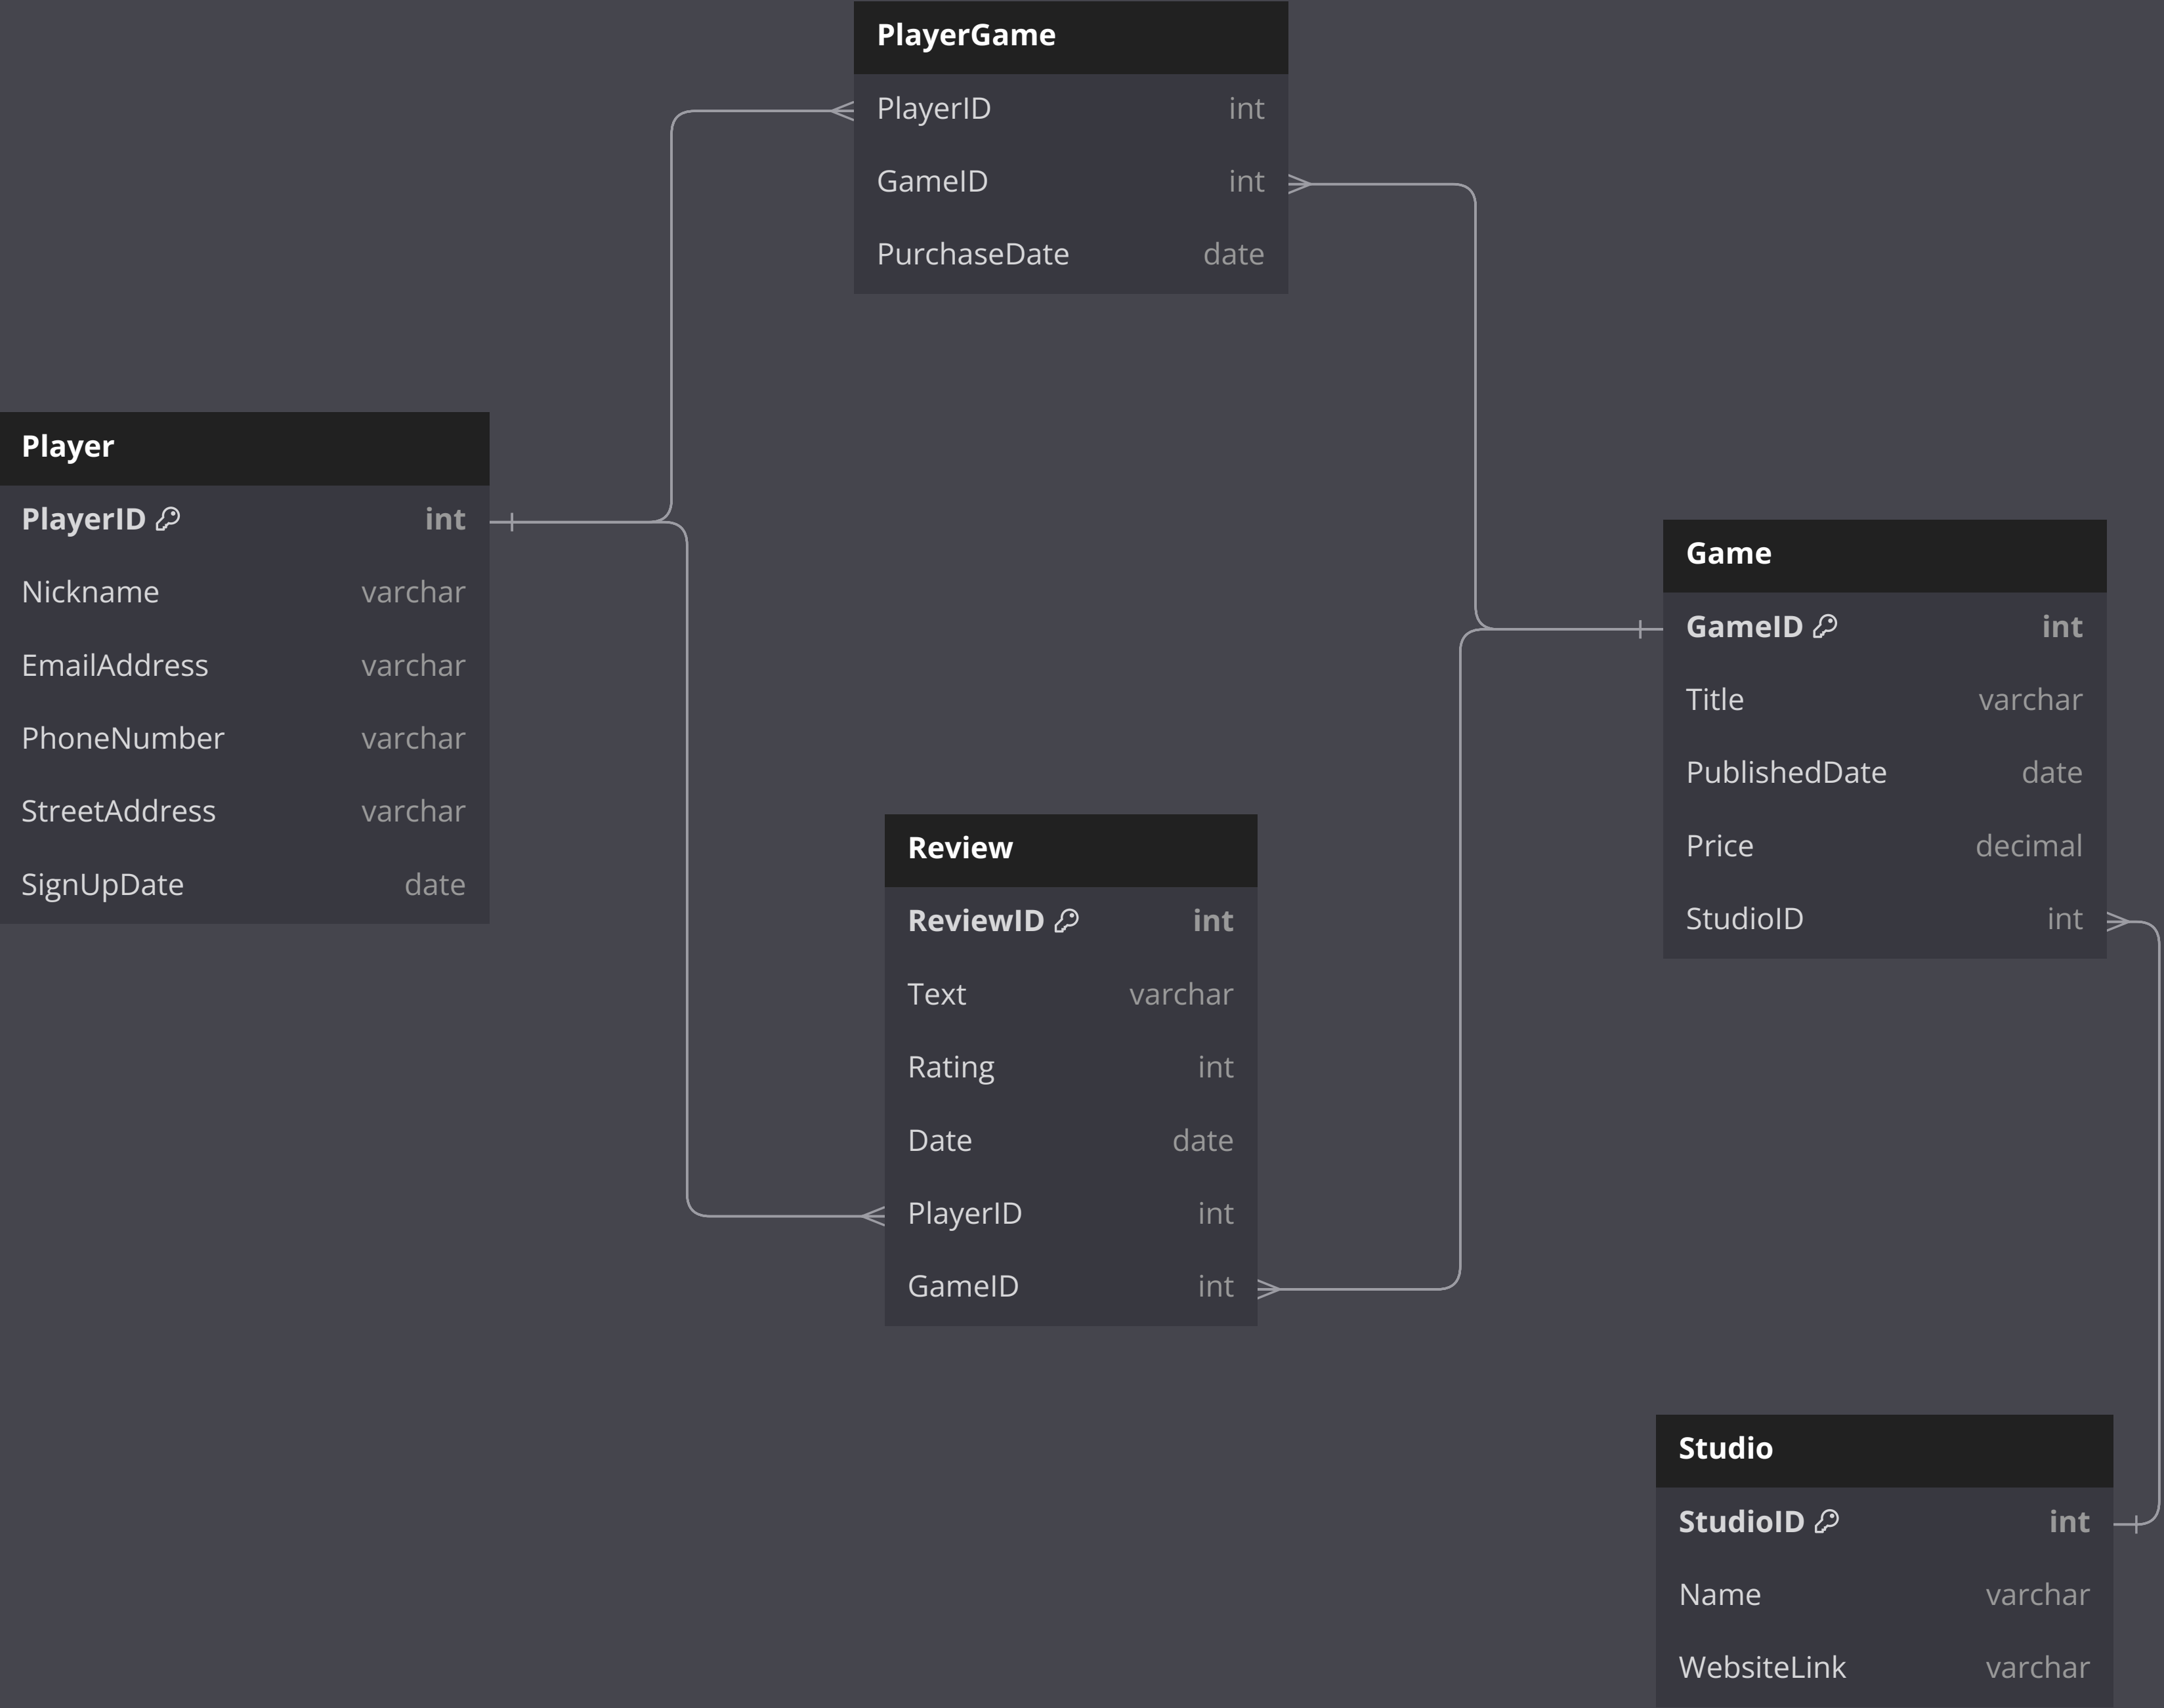 PlayerGame
PlayerID int
GameID int
PurchaseDate date
Player
PlayerID int
Nickname varchar
EmailAddress varchar
PhoneNumber varchar
StreetAddress varchar
SignUpDate date
Game
GameID int
Title varchar
PublishedDate date
Price decimal
StudioID int
Review
ReviewID int
Text varchar
Rating int
Date date
PlayerID int
GameID int
Studio
StudioID int
Name varchar
WebsiteLink varchar